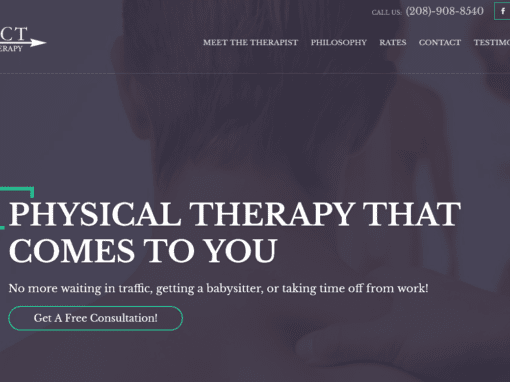 CALL US: (208)-908-8540
CT
ERAPY
MEET THE THERAPIST PHILOSOPHY RATES CONTACT TESTIMO
PHYSICAL THERAPY THAT
COMES TO YOU
No more waiting in traffic, getting a babysitter, or taking time off from work!
Get A Free Consultation!